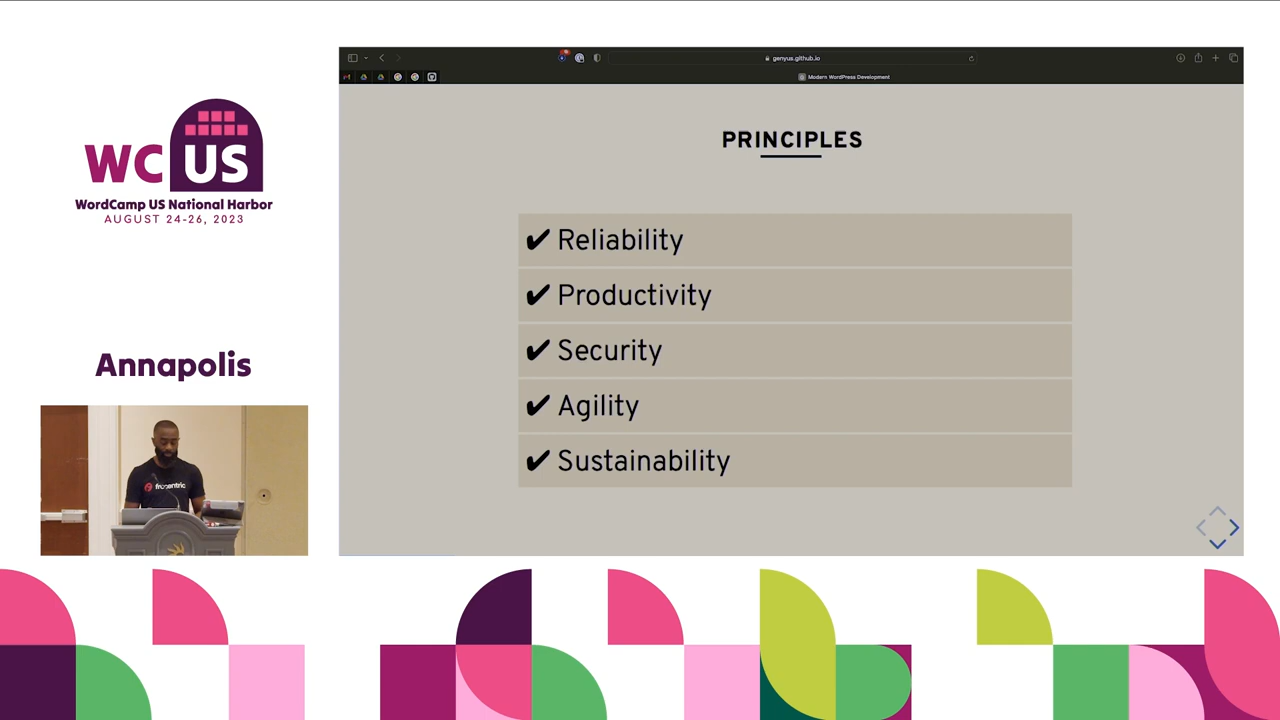 WC US
WordCamp US National Harbor
AUGUST 24-26, 2023
Annapolis
frocentric
genyus.github.io
Modern WordPress Development
PRINCIPLES
✔ Reliability
✔ Productivity
✔ Security
✔ Agility
✔ Sustainability